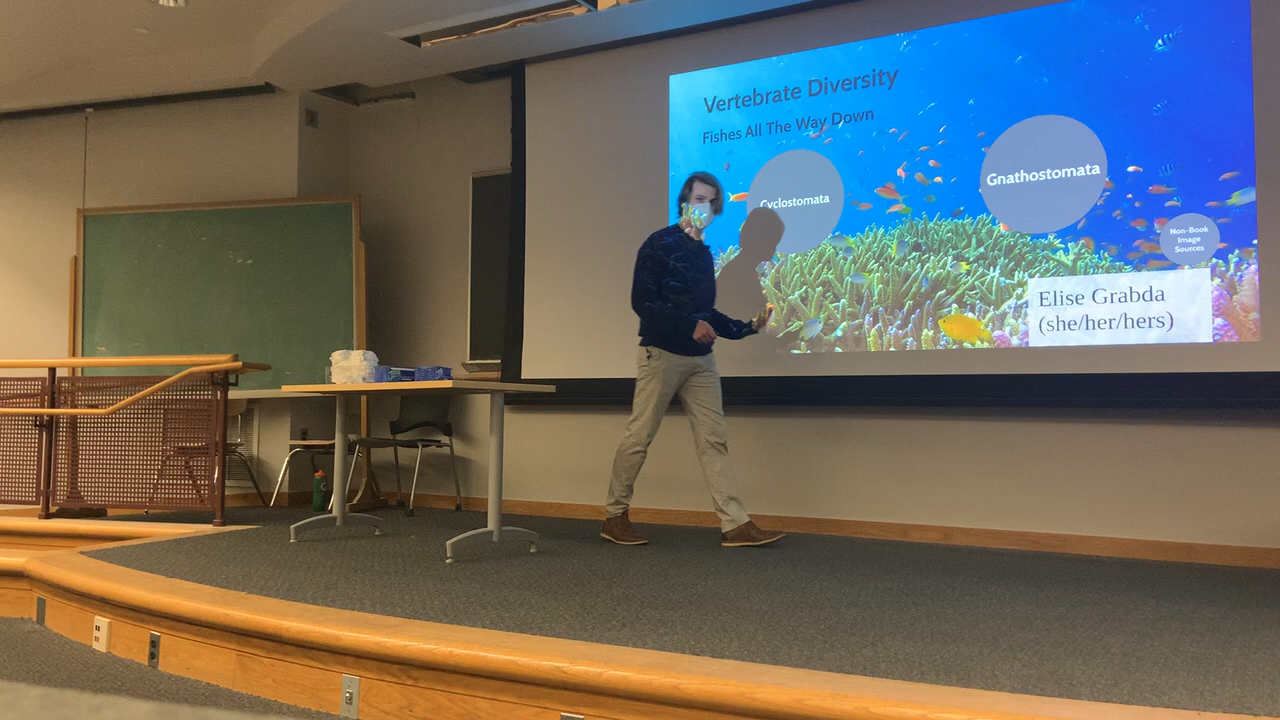 Vertebrate Diversity
Fishes All The Way Down
Cyclostomata
Gnathostomata
Non-Book
Image
Sources
Elise Grabda
(she/her/hers)